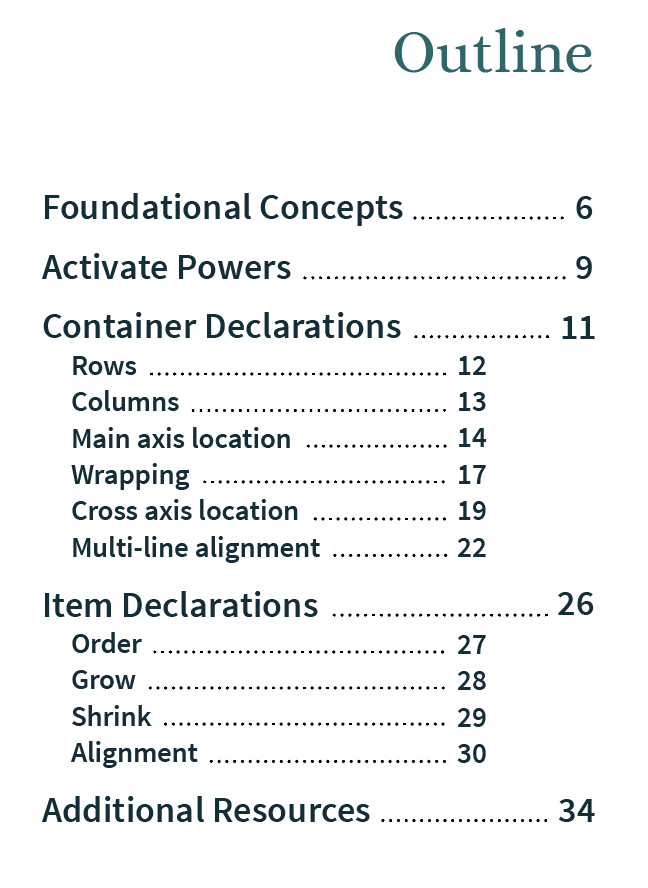 Outline
Foundational Concepts ........................ 6
Activate Powers .......................................... 9
Container Declarations ..................... 11
Rows .................................................. 12
Columns ........................................... 13
Main axis location ........................ 14
Wrapping ......................................... 17
Cross axis location ....................... 19
Multi-line alignment .................... 22
Item Declarations .................................. 26
Order ................................................. 27
Grow .................................................. 28
Shrink ................................................ 29
Alignment ........................................ 30
Additional Resources .......................... 34